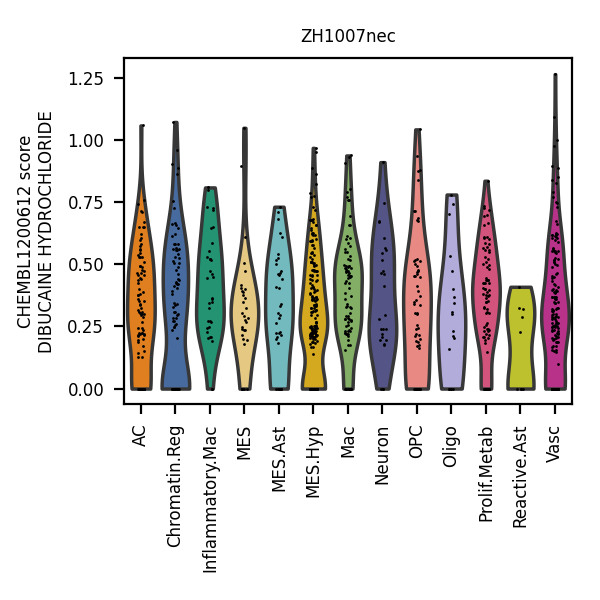 ZH1007nec
CHEMBL1200612 score
DIBUCAINE HYDROCHLORIDE
1.25
1.00
0.75
0.50
0.25
0.00
AC
Chromatin.Reg
Inflammatory.Mac
MES
MES.Ast
MES.Hyp
Mac
Neuron
OPC
Oligo
Prolif.Metab
Reactive.Ast
Vasc